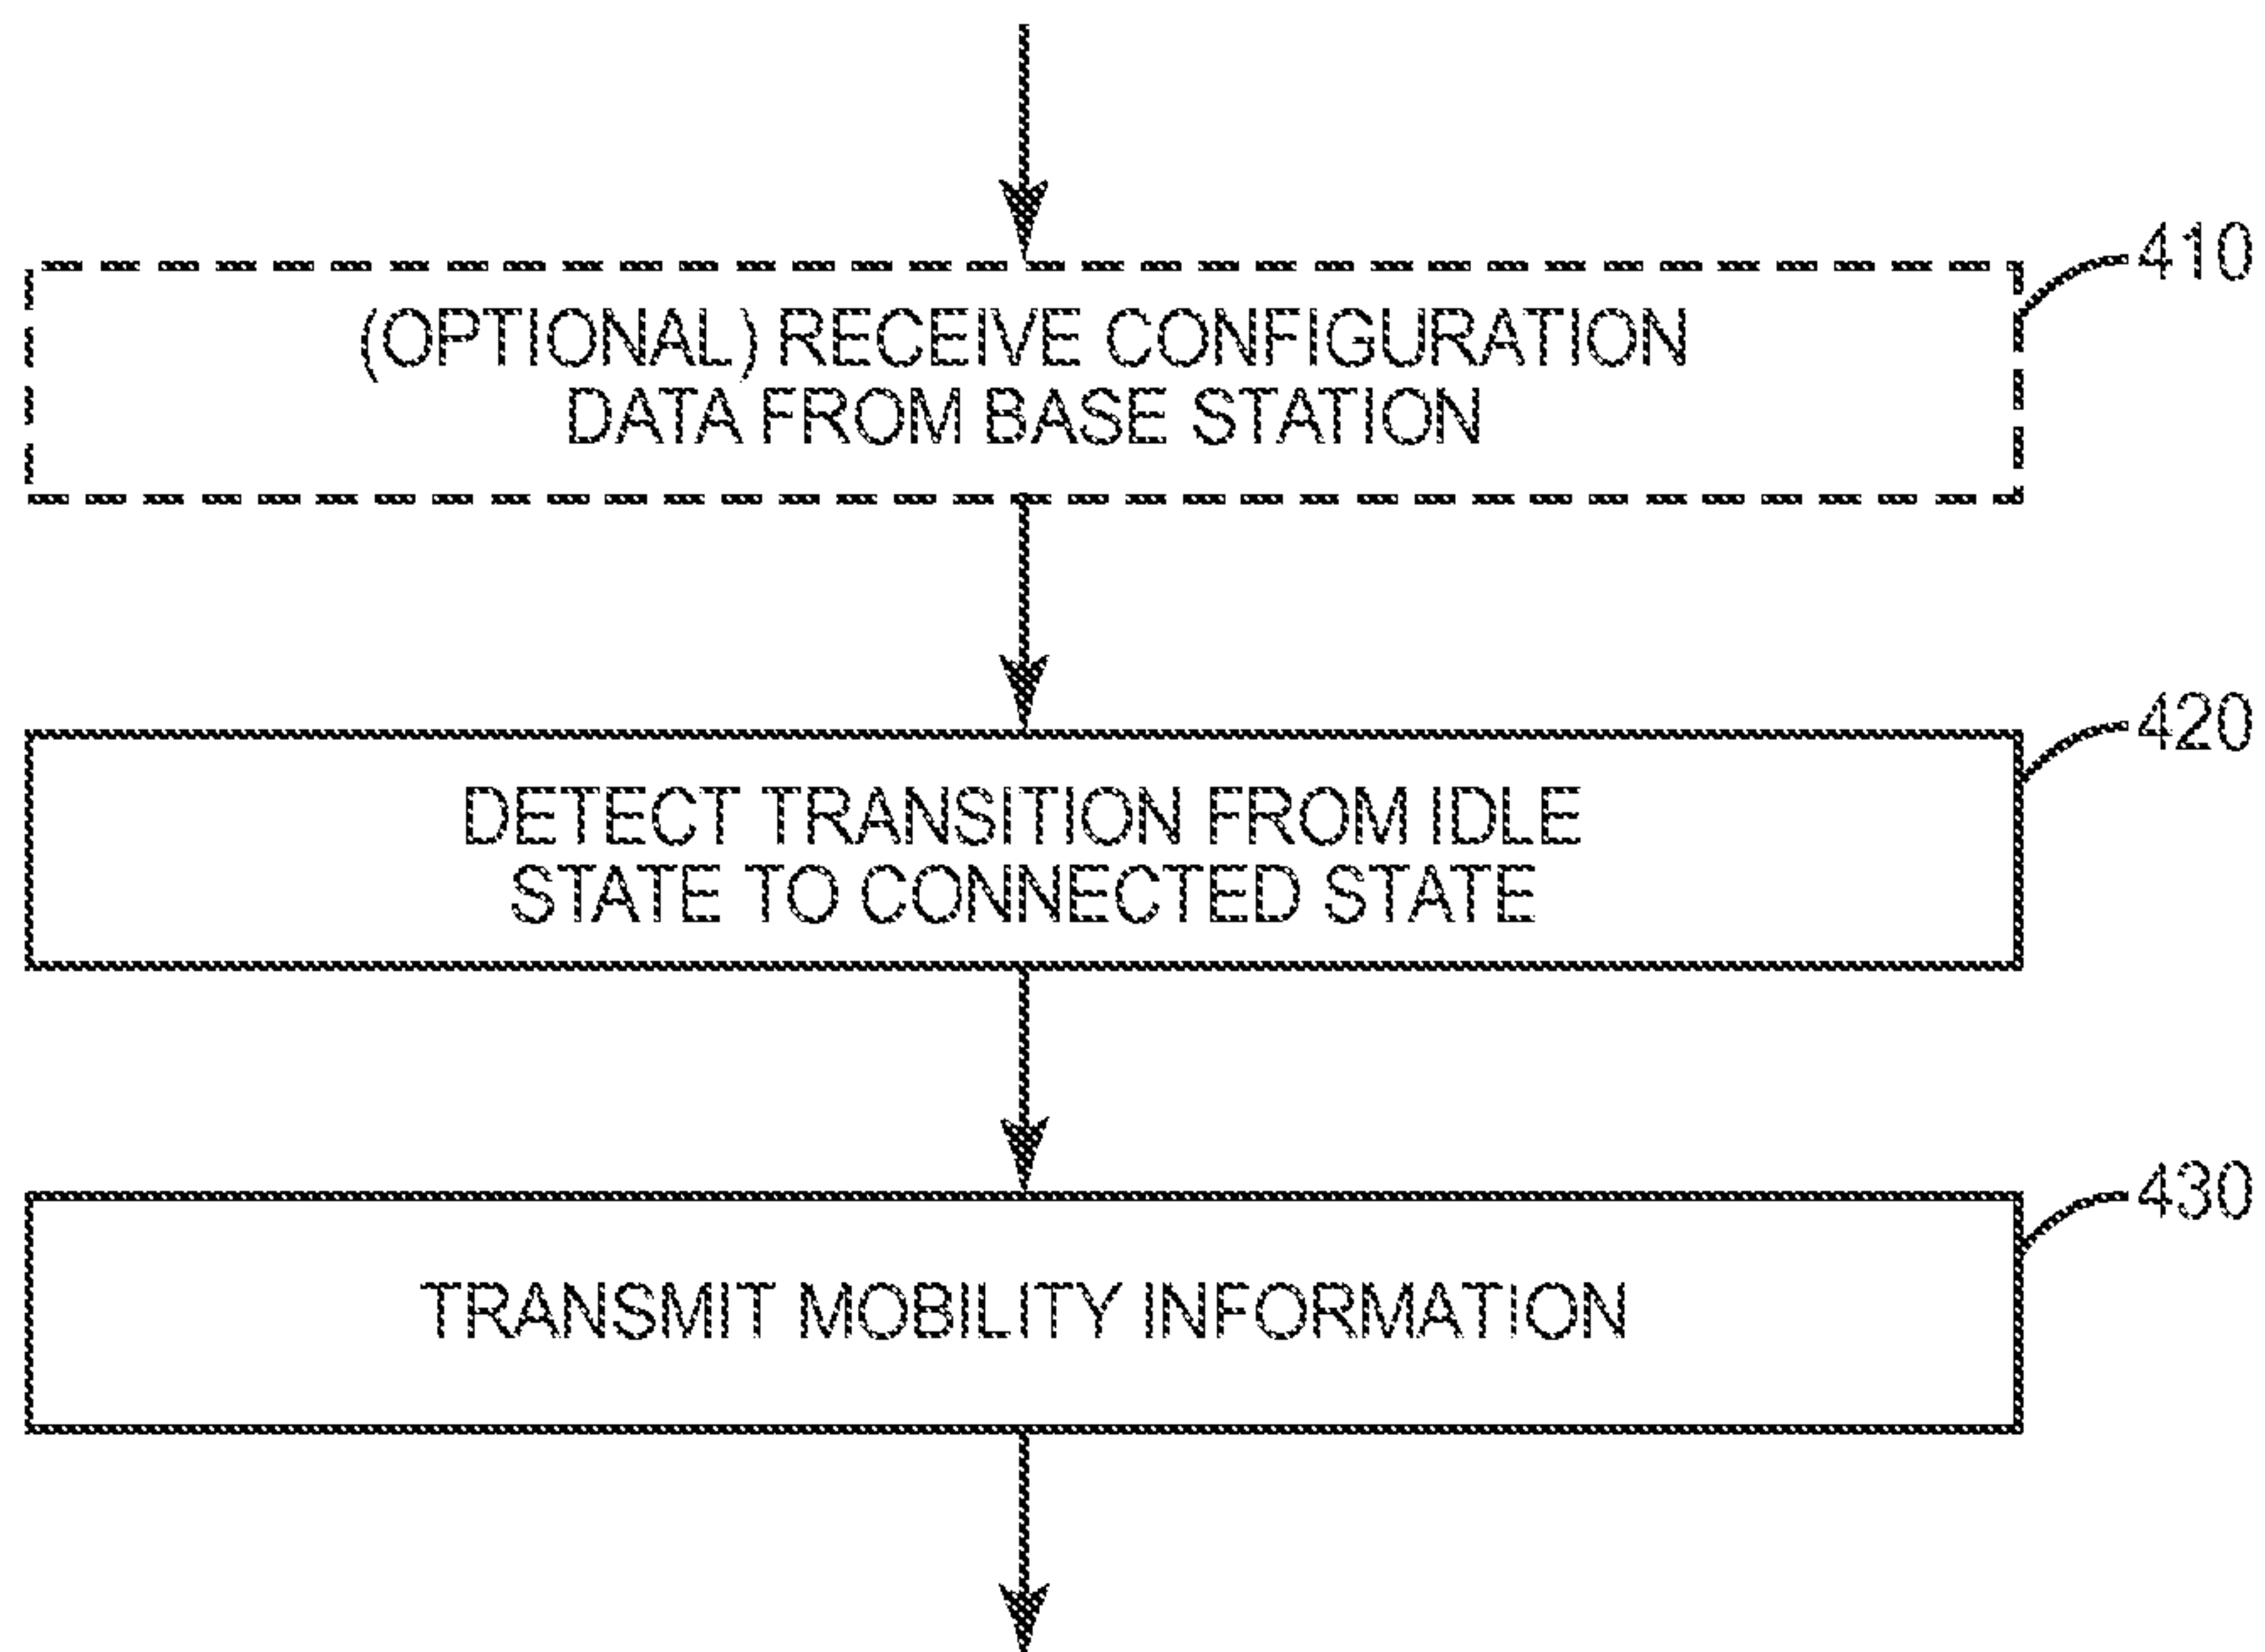 410
(OPTIONAL) RECEIVE CONFIGURATION
DATA FROM BASE STATION
420
DETECT TRANSITION FROM IDLE
STATE TO CONNECTED STATE
430
TRANSMIT MOBILITY INFORMATION